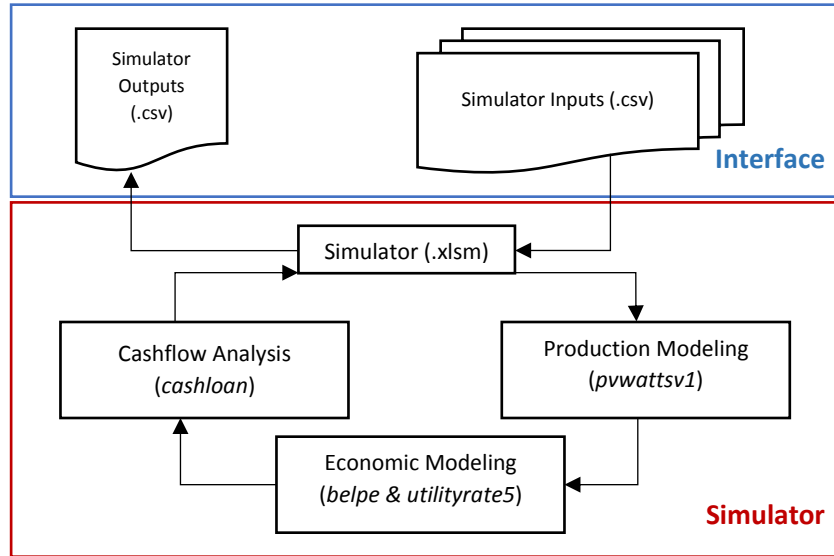 Simulator
Outputs
(.csv)
Simulator Inputs (.csv)
Interface
Simulator (.xlsm)
Cashflow Analysis
(cashloan)
Production Modeling
(pvwattsv1)
Economic Modeling
(belpe & utilityrate5)
Simulator